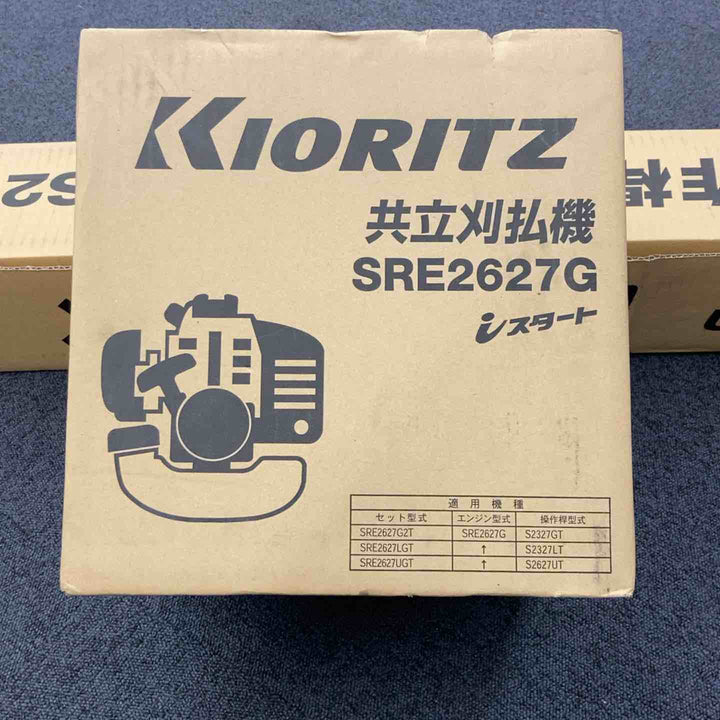 KIORITZ
共立刈払機
SRE2627G
iスタート
適用機種
セット型式 エンジン型式 操作桿型式
SRE2627G2T SRE2627G S2327GT
SRE2627LGT ↑ S2327LT
SRE2627UGT ↑ S2627UT
S2